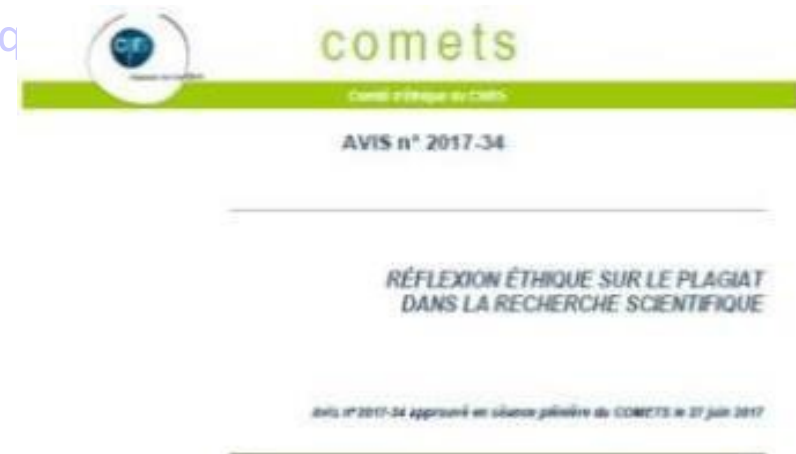 q
cnrs
comets
Comité d'éthique du CNRS
AVIS n° 2017-34
RÉFLEXION ÉTHIQUE SUR LE PLAGIAT
DANS LA RECHERCHE SCIENTIFIQUE
Avis n°2017-34 approuvé en séance plénière du COMETS le 27 juin 2017